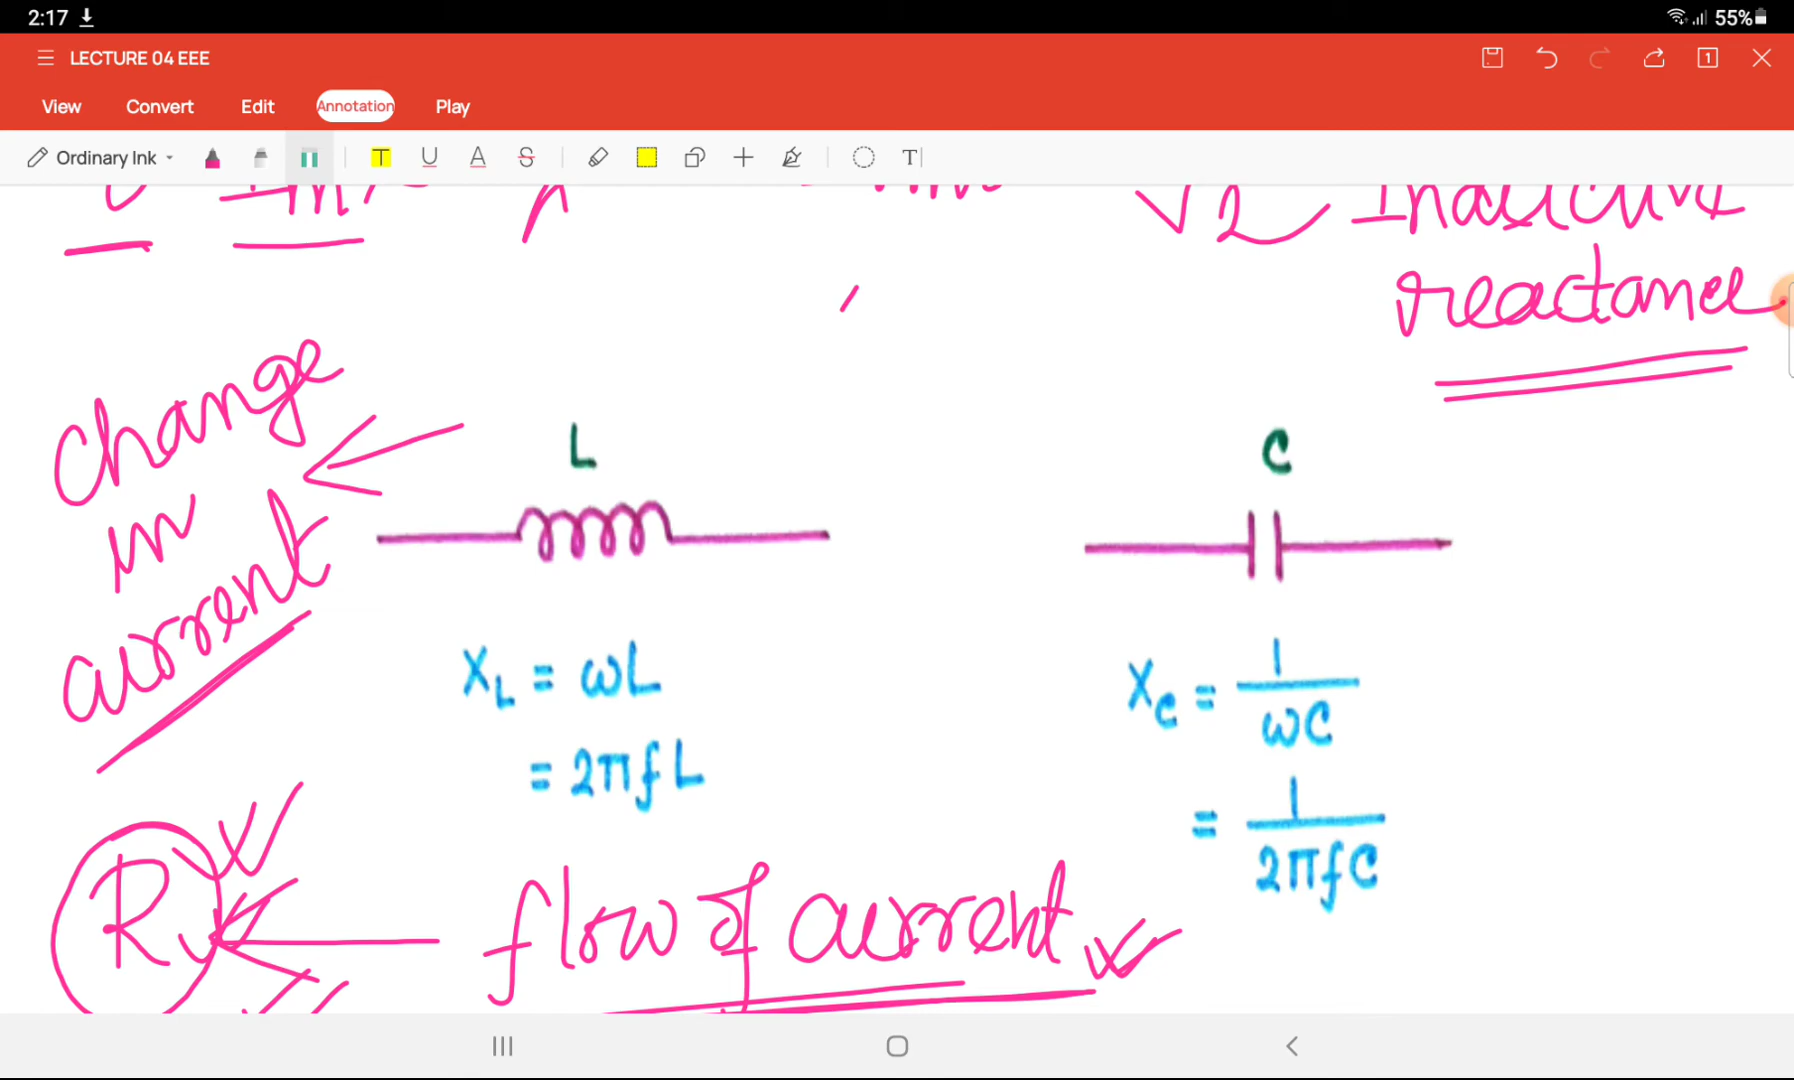 2:17 55%
LECTURE 04 EEE
View Convert Edit Annotation Play
Ordinary Ink T U A S T
√2 Inductive
reactance
Change
in
current
L
C
X_L = ωL
= 2πfL
X_C = 1/ωC
= 1/2πfC
R
flow of current